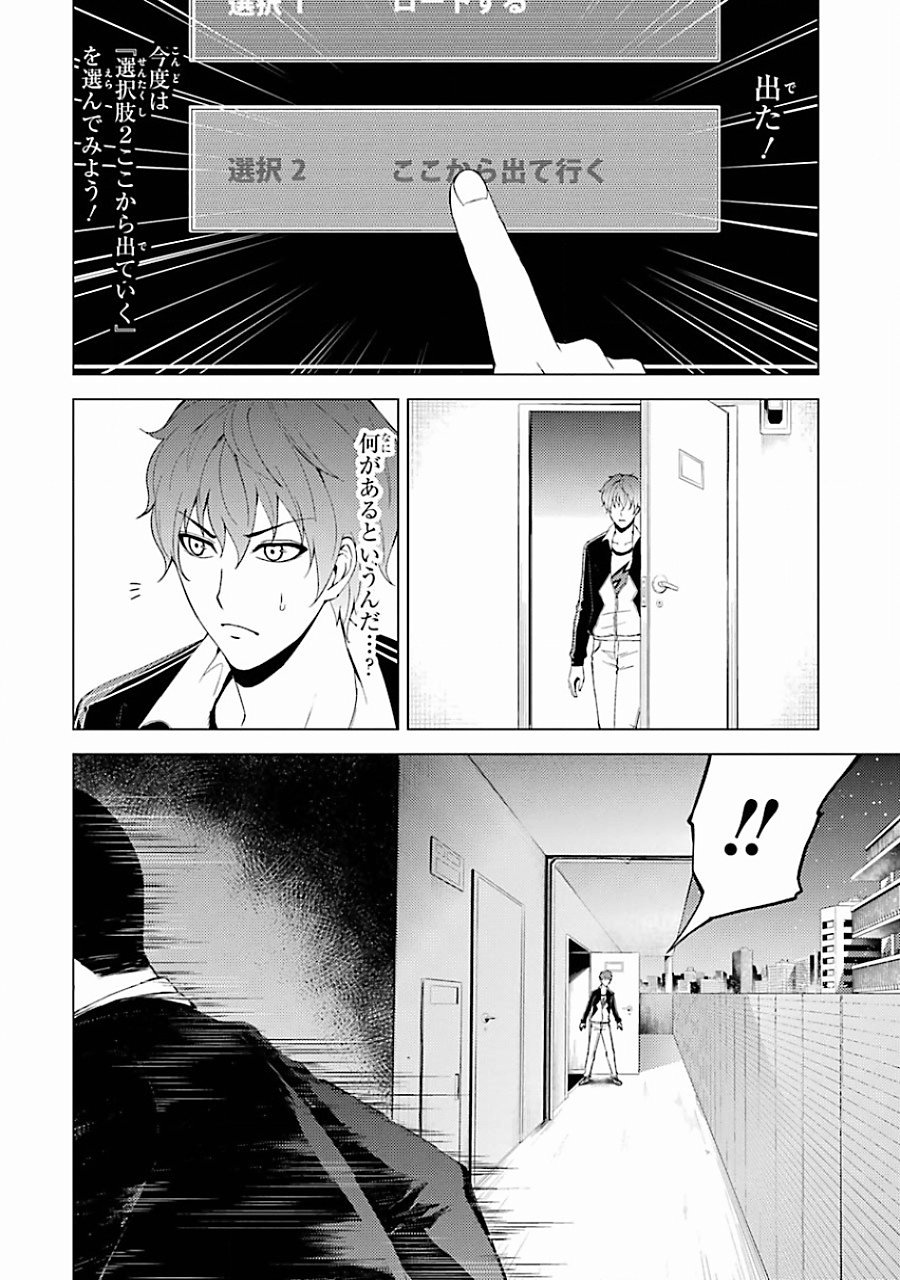 出た！
選択 1 ロードする
選択 2 ここから出て行く
今度は
『選択肢2ここから出ていく』
を選んでみよう！
何があるというんだ…？
!!